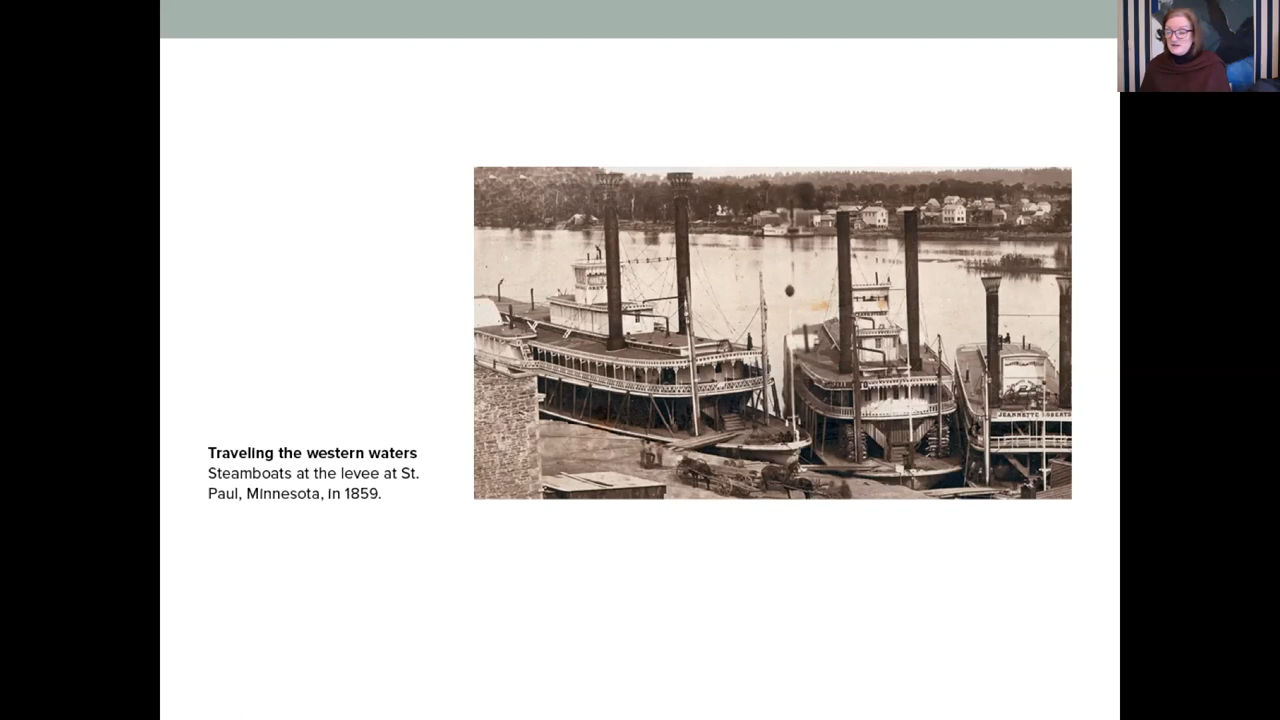 Traveling the western waters
Steamboats at the levee at St.
Paul, Minnesota, in 1859.
JEANNETTE ROBERTS